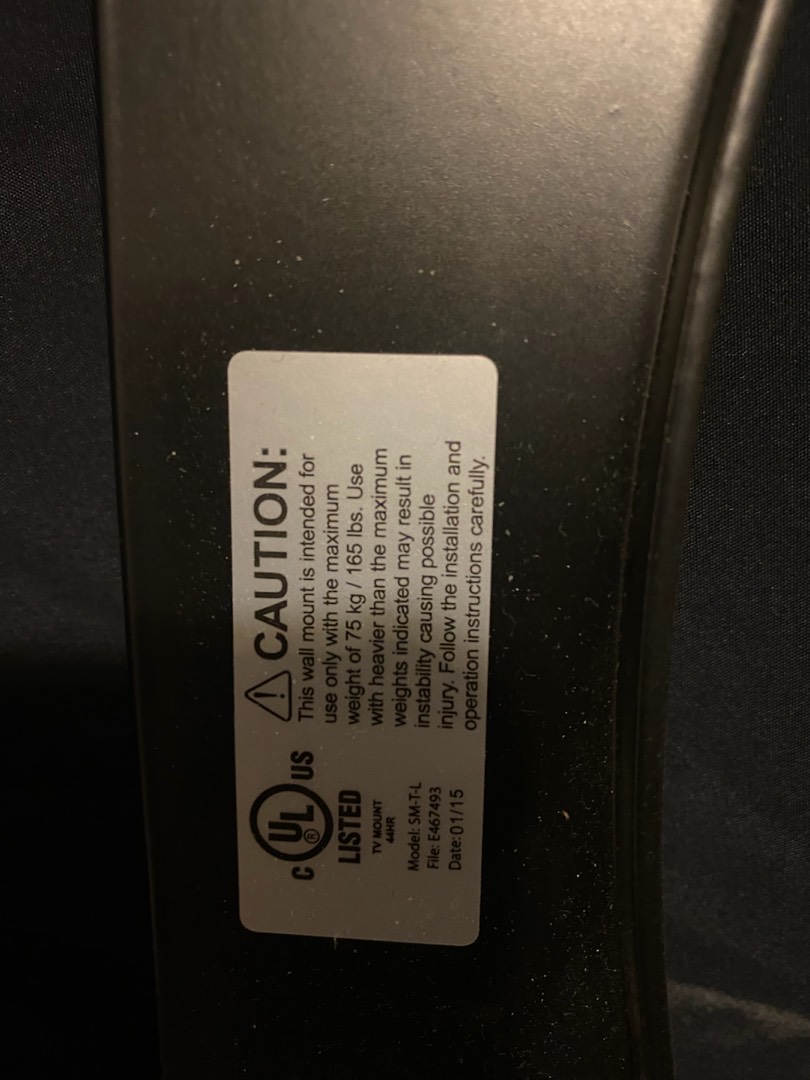 C UL® US
LISTED
TV MOUNT
44HR
Model: SM-T-L
File: E467493
Date: 01/15
CAUTION:
This wall mount is intended for
use only with the maximum
weight of 75 kg / 165 lbs. Use
with heavier than the maximum
weights indicated may result in
instability causing possible
injury. Follow the installation and
operation instructions carefully.